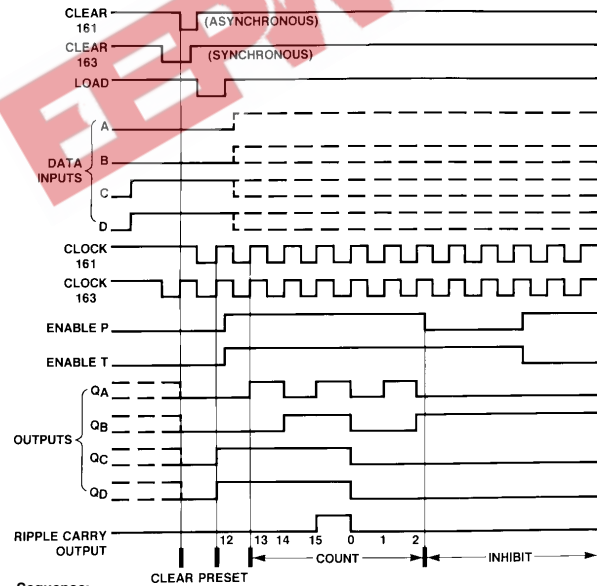 CLEAR 161
(ASYNCHRONOUS)
CLEAR 163
(SYNCHRONOUS)
LOAD
DATA INPUTS
A
B
C
D
CLOCK 161
CLOCK 163
ENABLE P
ENABLE T
OUTPUTS
QA
QB
QC
QD
RIPPLE CARRY OUTPUT
12 13 14 15 0 1 2
COUNT
INHIBIT
CLEAR PRESET
EEPW